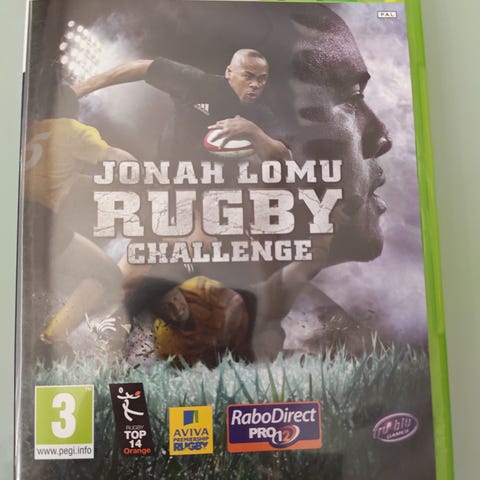 PAL
JONAH LOMU
RUGBY
CHALLENGE
3
www.pegi.info
RUGBY
TOP
14
Orange
AVIVA
PREMIERSHIP
RUGBY
RaboDirect
PRO12
tru blu
GAMES